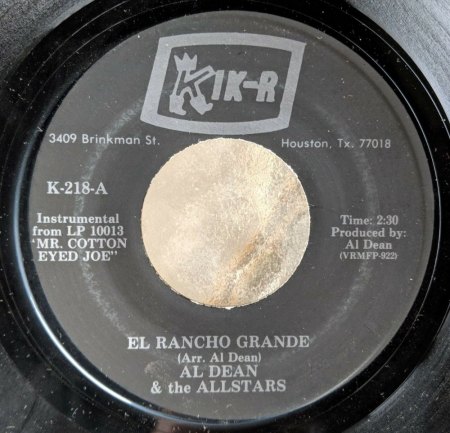 KIK-R
3409 Brinkman St.
Houston, Tx. 77018
K-218-A
Instrumental
from LP 10013
"MR. COTTON
EYED JOE"
Time: 2:30
Produced by:
Al Dean
(VRMFP-922)
EL RANCHO GRANDE
(Arr. Al Dean)
AL DEAN
& the ALLSTARS